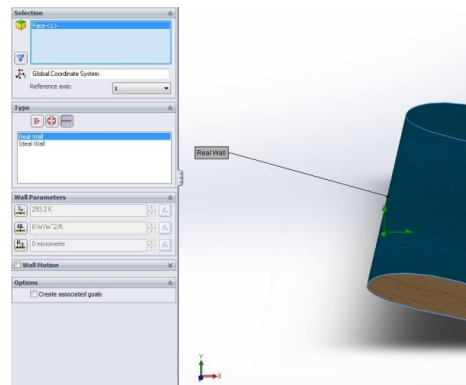 Selection
Face<1>
Global Coordinate System
Reference axis:
X
Type
Real Wall
Ideal Wall
Real Wall
Wall Parameters
293.2 K
0 W/m^2/K
0 micrometer
Wall Motion
Options
Create associated goals
Y
X